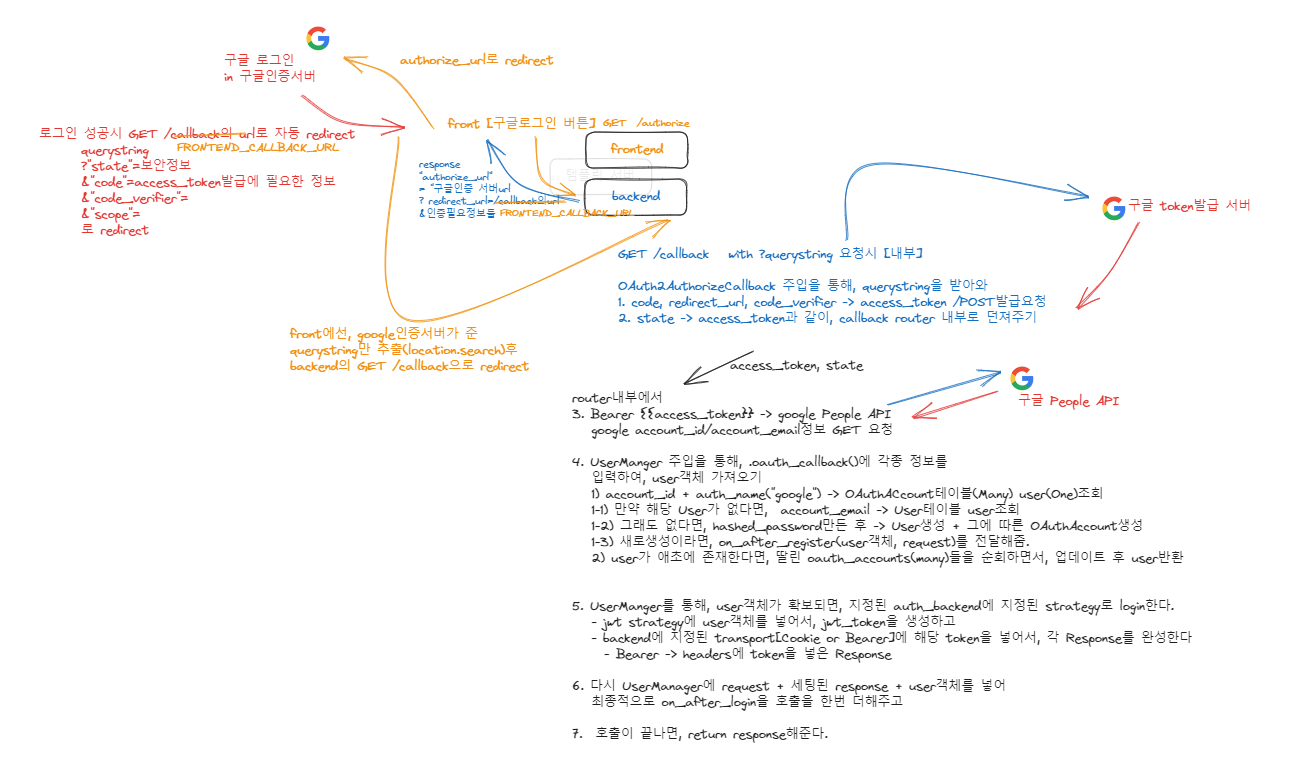 구글 로그인
in 구글인증서버
authorize_url로 redirect
로그인 성공시 GET /callback의 url로 자동 redirect
FRONTEND_CALLBACK_URL
querystring
?"state"=보안정보
&"code"=access_token발급에 필요한 정보
&"code_verifier"=
&"scope"=
로 redirect
front [구글로그인 버튼] GET /authorize
frontend
backend
response
"authorize_url"
= "구글인증 서버url
? redirect_url=/callback의url
&인증필요정보들 FRONTEND_CALLBACK_URL
구글 token발급 서버
GET /callback with ?querystring 요청시 [내부]
OAuth2AuthorizeCallback 주입을 통해, querystring을 받아와
1. code, redirect_url, code_verifier -> access_token /POST발급요청
2. state -> access_token과 같이, callback router 내부로 던져주기
front에선, google인증서버가 준
querystring만 추출(location.search)후
backend의 GET /callback으로 redirect
access_token, state
구글 People API
router내부에서
3. Bearer {{access_token}} -> google People API
google account_id/account_email정보 GET 요청
4. UserManger 주입을 통해, .oauth_callback()에 각종 정보를
입력하여, user객체 가져오기
1) account_id + auth_name("google") -> OAuthACcount테이블(Many) user(One)조회
1-1) 만약 해당 User가 없다면, account_email -> User테이블 user조회
1-2) 그래도 없다면, hashed_password만든 후 -> User생성 + 그에 따른 OAuthAccount생성
1-3) 새로생성이라면, on_after_register(user객체, request)를 전달해줌.
2) user가 애초에 존재한다면, 딸린 oauth_accounts(many)들을 순회하면서, 업데이트 후 user반환
5. UserManger를 통해, user객체가 확보되면, 지정된 auth_backend에 지정된 strategy로 login한다.
- jwt strategy에 user객체를 넣어서, jwt_token을 생성하고
- backend에 지정된 transport[Cookie or Bearer]에 해당 token을 넣어서, 각 Response를 완성한다
- Bearer -> headers에 token을 넣은 Response
6. 다시 UserManager에 request + 세팅된 response + user객체를 넣어
최종적으로 on_after_login을 호출을 한번 더해주고
7. 호출이 끝나면, return response해준다.